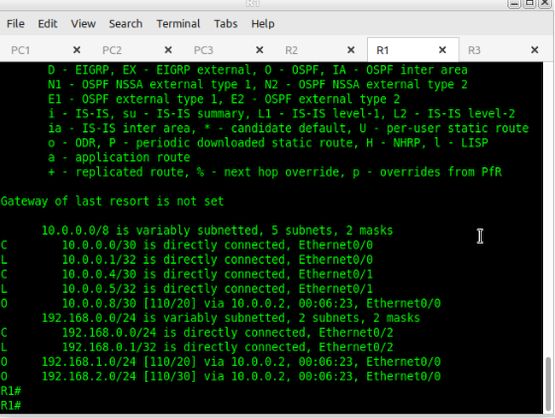 R1
File Edit View Search Terminal Tabs Help
PC1 × PC2 × PC3 × R2 × R1 × R3 ×
D - EIGRP, EX - EIGRP external, O - OSPF, IA - OSPF inter area
N1 - OSPF NSSA external type 1, N2 - OSPF NSSA external type 2
E1 - OSPF external type 1, E2 - OSPF external type 2
i - IS-IS, su - IS-IS summary, L1 - IS-IS level-1, L2 - IS-IS level-2
ia - IS-IS inter area, * - candidate default, U - per-user static route
o - ODR, P - periodic downloaded static route, H - NHRP, l - LISP
a - application route
+ - replicated route, % - next hop override, p - overrides from PfR
Gateway of last resort is not set
10.0.0.0/8 is variably subnetted, 5 subnets, 2 masks
C 10.0.0.0/30 is directly connected, Ethernet0/0
L 10.0.0.1/32 is directly connected, Ethernet0/0
C 10.0.0.4/30 is directly connected, Ethernet0/1
L 10.0.0.5/32 is directly connected, Ethernet0/1
O 10.0.0.8/30 [110/20] via 10.0.0.2, 00:06:23, Ethernet0/0
192.168.0.0/24 is variably subnetted, 2 subnets, 2 masks
C 192.168.0.0/24 is directly connected, Ethernet0/2
L 192.168.0.1/32 is directly connected, Ethernet0/2
O 192.168.1.0/24 [110/20] via 10.0.0.2, 00:06:23, Ethernet0/0
O 192.168.2.0/24 [110/30] via 10.0.0.2, 00:06:23, Ethernet0/0
R1#
R1#